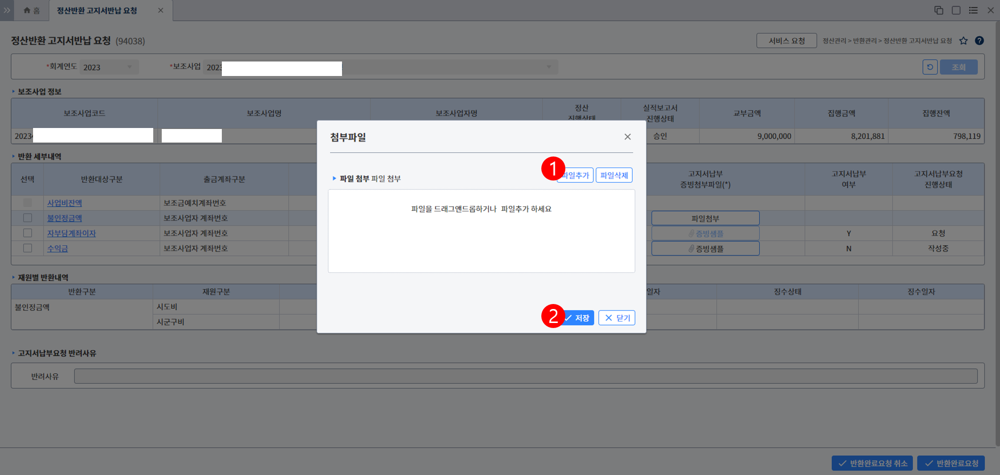 홈
정산반환 고지서반납 요청
정산반환 고지서반납 요청 (94038)
서비스 요청
정산관리 > 반환관리 > 정산반환 고지서반납 요청
*회계연도 2023 *보조사업 2023
조회
보조사업 정보
보조사업코드 보조사업명 보조사업자명 정산 진행상태 실적보고서 진행상태 교부금액 집행금액 집행잔액
2023 승인 9,000,000 8,201,881 798,119
반환 세부내역
선택 반환대상구분 출금계좌구분 고지서납부 증빙첨부파일(*) 고지서납부 여부 고지서납부요청 진행상태
사업비잔액 보조금예치계좌번호
불인정금액 보조사업자 계좌번호 파일첨부
자부담계좌이자 보조사업자 계좌번호 증빙샘플 Y 요청
수익금 보조사업자 계좌번호 증빙샘플 N 작성중
재원별 반환내역
반환구분 재원구분 일자 징수상태 징수일자
불인정금액 시도비
시군구비
고지서납부요청 반려사유
반려사유
첨부파일
파일 첨부 파일 첨부
1
파일추가 파일삭제
파일을 드래그앤드롭하거나 파일추가 하세요
2
저장 닫기
반환완료요청 취소 반환완료요청